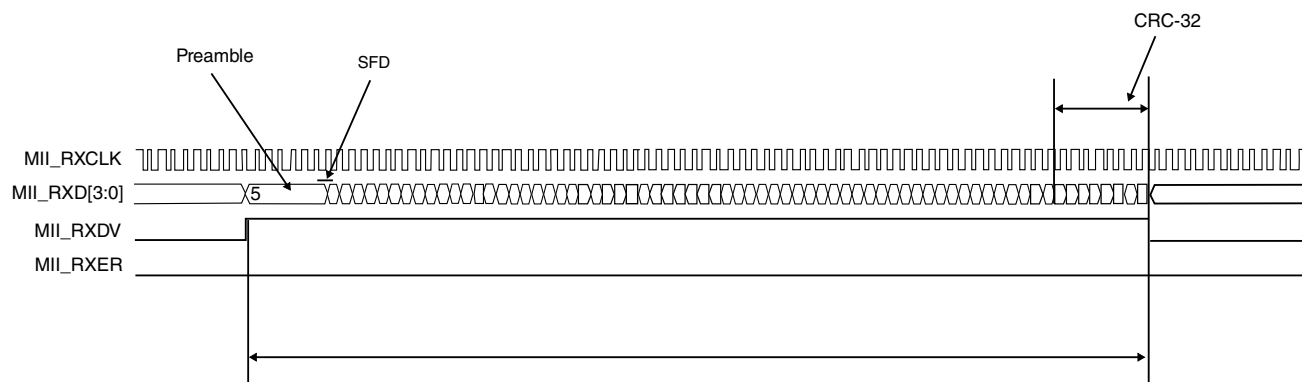 CRC-32
Preamble
SFD
MII_RXCLK
MII_RXD[3:0]
5
MII_RXDV
MII_RXER